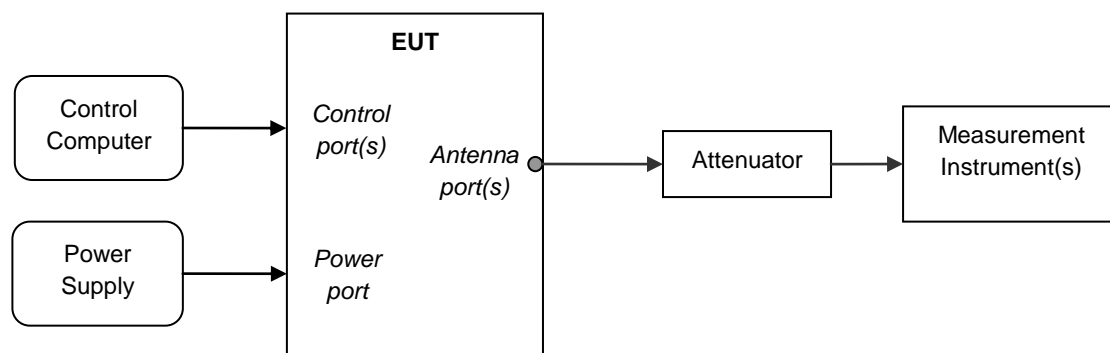 EUT
Control
Computer
Control
port(s)
Antenna
port(s)
Attenuator
Measurement
Instrument(s)
Power
Supply
Power
port